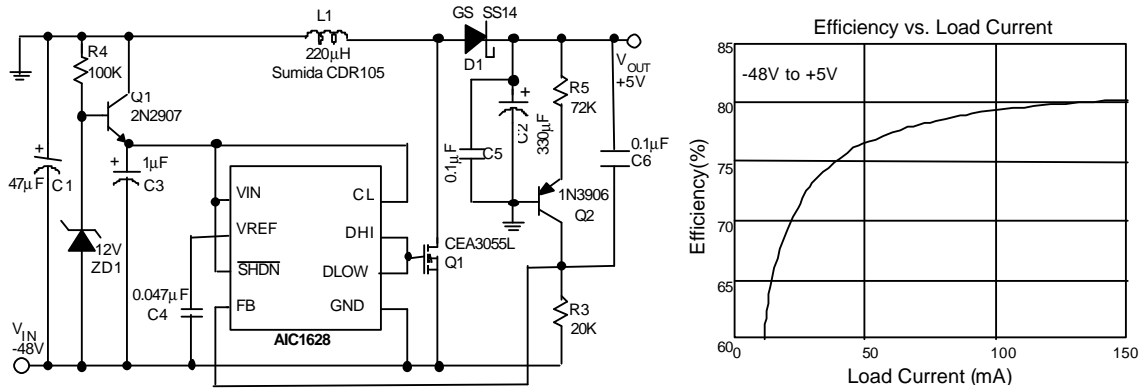 L1
220μH
Sumida CDR105
GS SS14
D1
VOUT
+5V
R4
100K
Q1
2N2907
R5
72K
+
C2
330μF
0.1μF
C5
0.1μF
C6
+
47μF C1
+
1μF
C3
12V
ZD1
VIN
VREF
SHDN
FB
CL
DHI
DLOW
GND
AIC1628
1N3906
Q2
CEA3055L
Q1
0.047μF
C4
R3
20K
VIN
-48V
Efficiency vs. Load Current
-48V to +5V
85
80
75
70
65
60
Efficiency(%)
0
50
100
150
Load Current (mA)